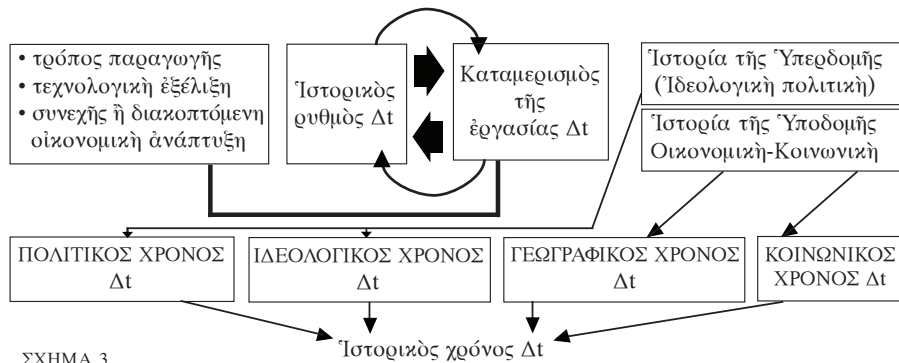 • τρόπος παραγωγῆς
• τεχνολογικὴ ἐξέλιξη
• συνεχῆς ἢ διακοπτόμενη
οἰκονομικὴ ἀνάπτυξη
Ἱστορικὸς
ρυθμὸς Δt
Καταμερισμὸς
τῆς
ἐργασίας Δt
Ἱστορία τῆς Ὑπερδομῆς
(Ἰδεολογικὴ πολιτικὴ)
Ἱστορία τῆς Ὑποδομῆς
Οικονομικὴ-Κοινωνικὴ
ΠΟΛΙΤΙΚΟΣ ΧΡΟΝΟΣ
Δt
ΙΔΕΟΛΟΓΙΚΟΣ ΧΡΟΝΟΣ
Δt
ΓΕΩΓΡΑΦΙΚΟΣ ΧΡΟΝΟΣ
Δt
ΚΟΙΝΩΝΙΚΟΣ
ΧΡΟΝΟΣ Δt
Ἱστορικὸς χρόνος Δt
ΣΧΗΜΑ 3